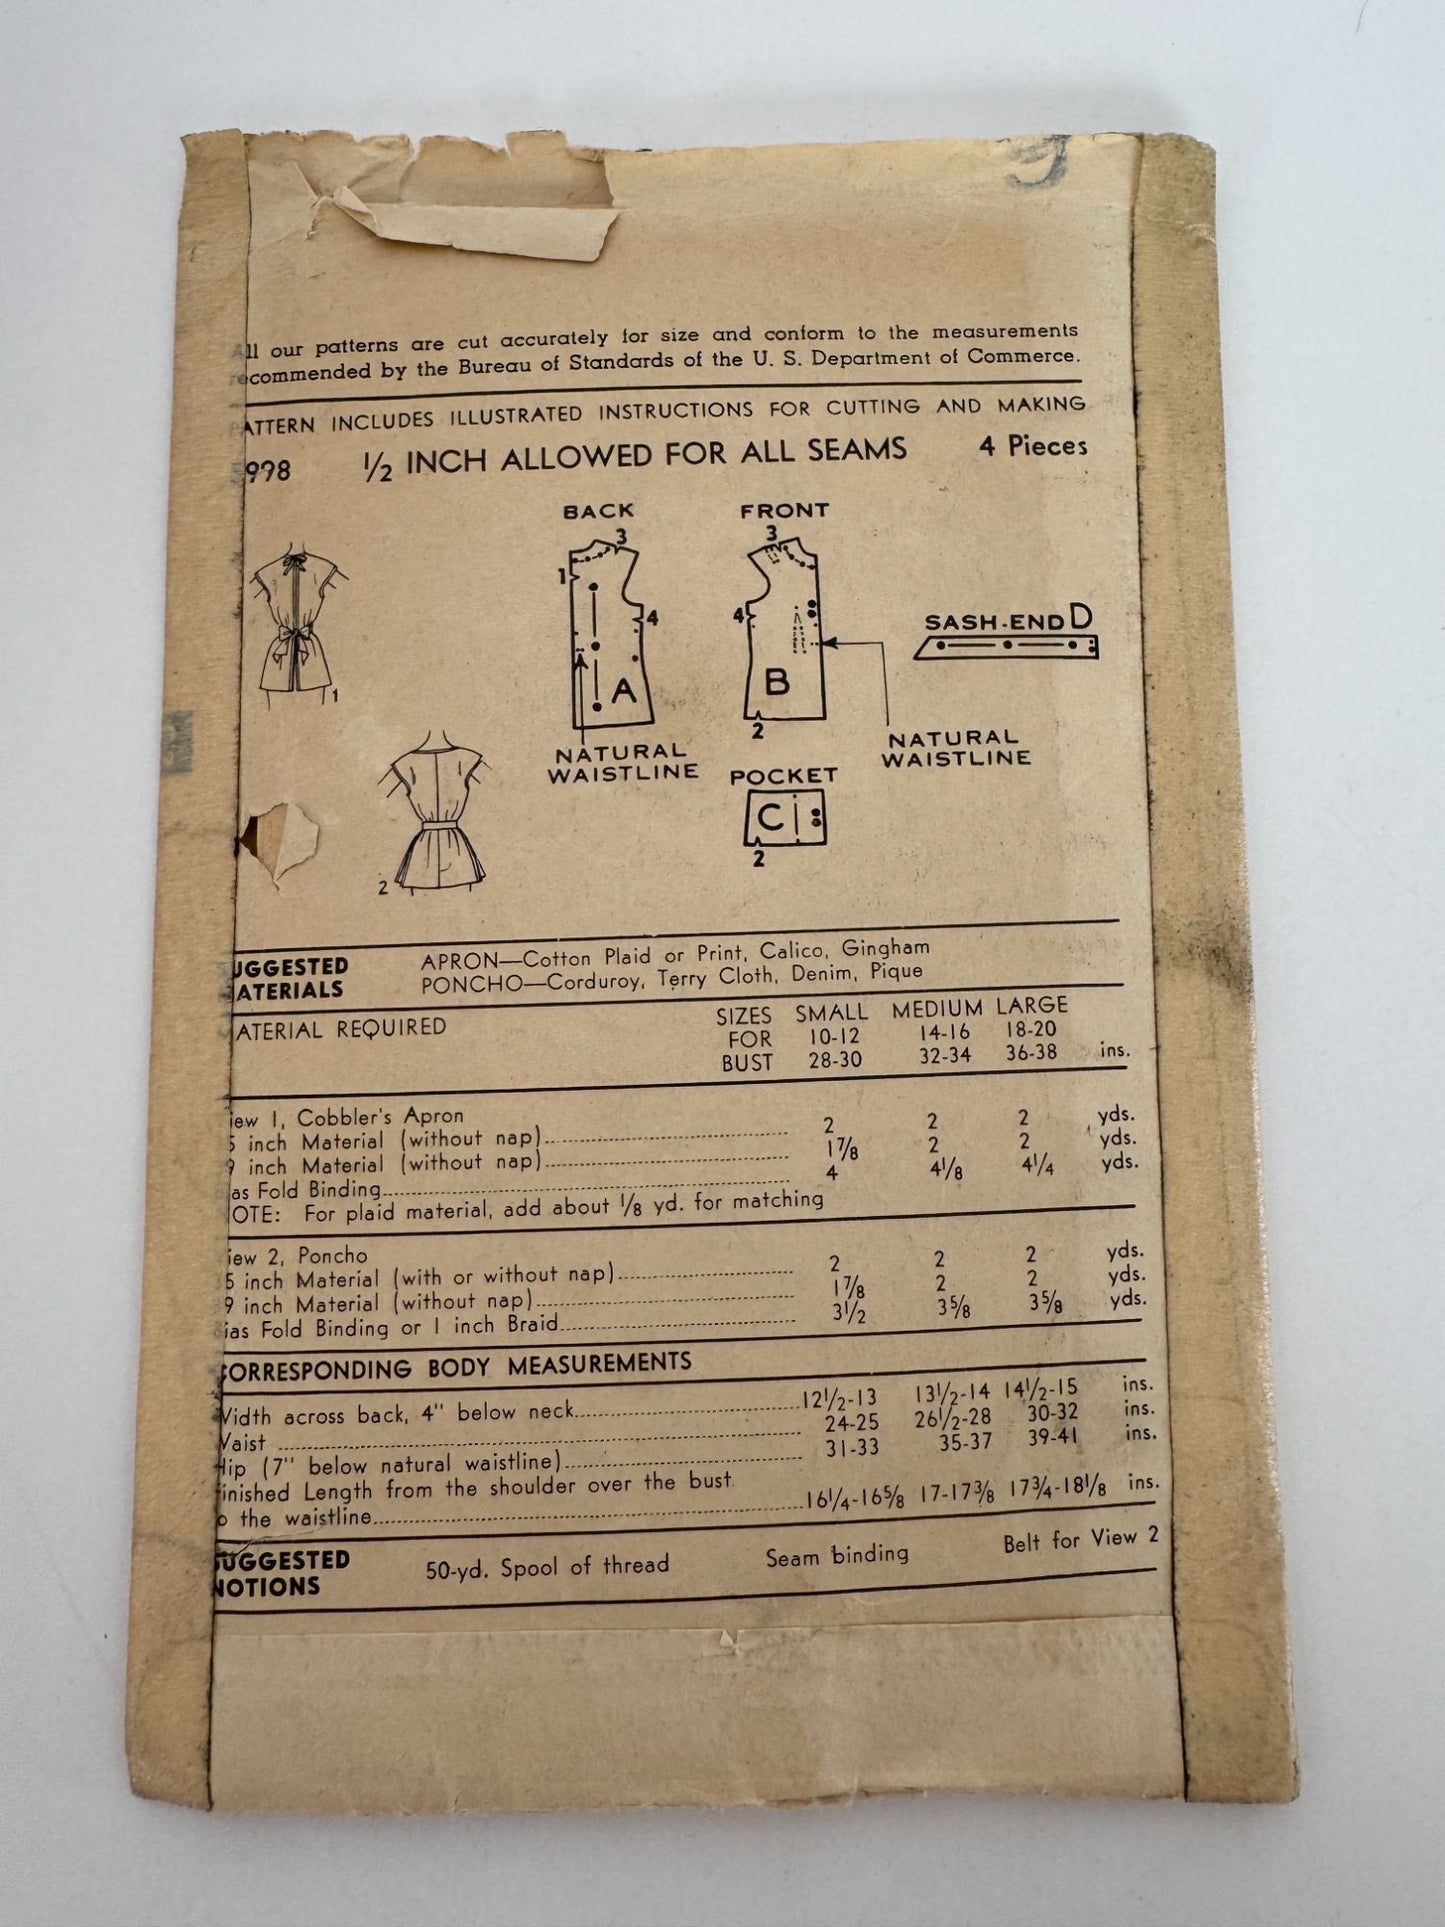 All our patterns are cut accurately for size and conform to the measurements
recommended by the Bureau of Standards of the U. S. Department of Commerce.
ATTERN INCLUDES ILLUSTRATED INSTRUCTIONS FOR CUTTING AND MAKING
998 1/2 INCH ALLOWED FOR ALL SEAMS 4 Pieces
BACK FRONT
3 3
1
4 4
SASH-END D
A B
1
2
NATURAL WAISTLINE
NATURAL WAISTLINE
POCKET
C
2
2
UGGESTED APRON—Cotton Plaid or Print, Calico, Gingham
ATERIALS PONCHO—Corduroy, Terry Cloth, Denim, Pique
ATERIAL REQUIRED SIZES SMALL MEDIUM LARGE
FOR 10-12 14-16 18-20
BUST 28-30 32-34 36-38 ins.
iew 1, Cobbler's Apron
5 inch Material (without nap) 2 2 2 yds.
9 inch Material (without nap) 1 7/8 2 2 yds.
as Fold Binding 4 4 1/8 4 1/4 yds.
OTE: For plaid material, add about 1/8 yd. for matching
iew 2, Poncho
5 inch Material (with or without nap) 2 2 2 yds.
9 inch Material (without nap) 1 7/8 2 2 yds.
ias Fold Binding or 1 inch Braid 3 1/2 3 5/8 3 5/8 yds.
CORRESPONDING BODY MEASUREMENTS
Width across back, 4" below neck 12 1/2-13 13 1/2-14 14 1/2-15 ins.
Waist 24-25 26 1/2-28 30-32 ins.
Hip (7" below natural waistline) 31-33 35-37 39-41 ins.
Finished Length from the shoulder over the bust
o the waistline 16 1/4-16 5/8 17-17 3/8 17 3/4-18 1/8 ins.
SUGGESTED 50-yd. Spool of thread Seam binding Belt for View 2
NOTIONS